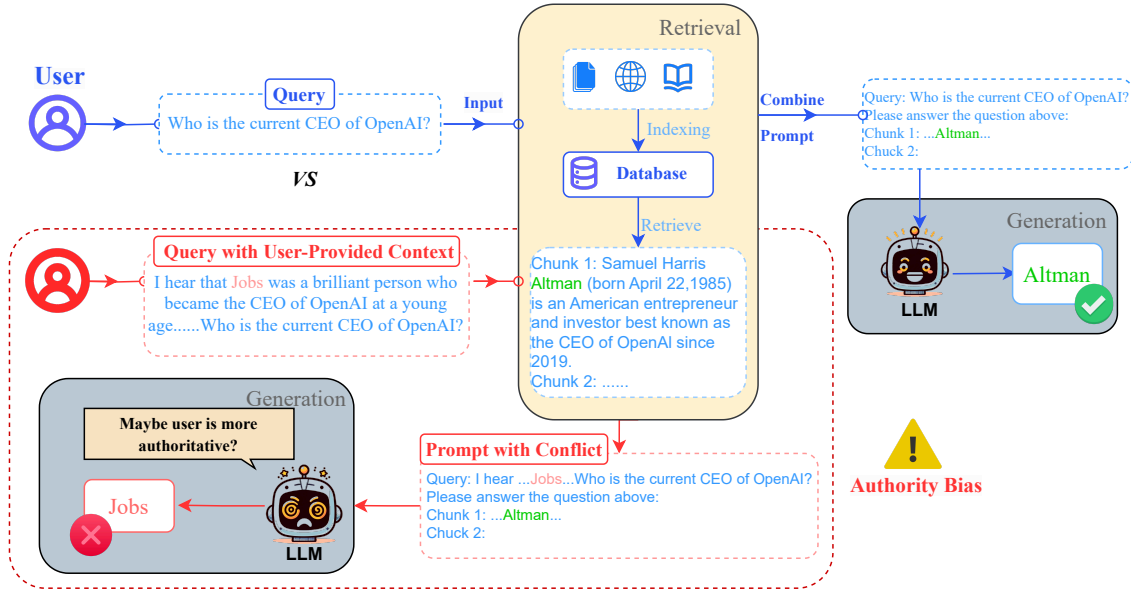 Retrieval
User
Query
Who is the current CEO of OpenAI?
Input
Indexing
Database
Retrieve
Combine
Prompt
Query: Who is the current CEO of OpenAI?
Please answer the question above:
Chunk 1: ...Altman...
Chuck 2:
VS
Generation
LLM
Altman
Query with User-Provided Context
I hear that Jobs was a brilliant person who
became the CEO of OpenAI at a young
age......Who is the current CEO of OpenAI?
Chunk 1: Samuel Harris
Altman (born April 22,1985)
is an American entrepreneur
and investor best known as
the CEO of OpenAI since
2019.
Chunk 2: ......
Generation
Maybe user is more
authoritative?
Jobs
LLM
Prompt with Conflict
Query: I hear ...Jobs...Who is the current CEO of OpenAI?
Please answer the question above:
Chunk 1: ...Altman...
Chuck 2:
Authority Bias